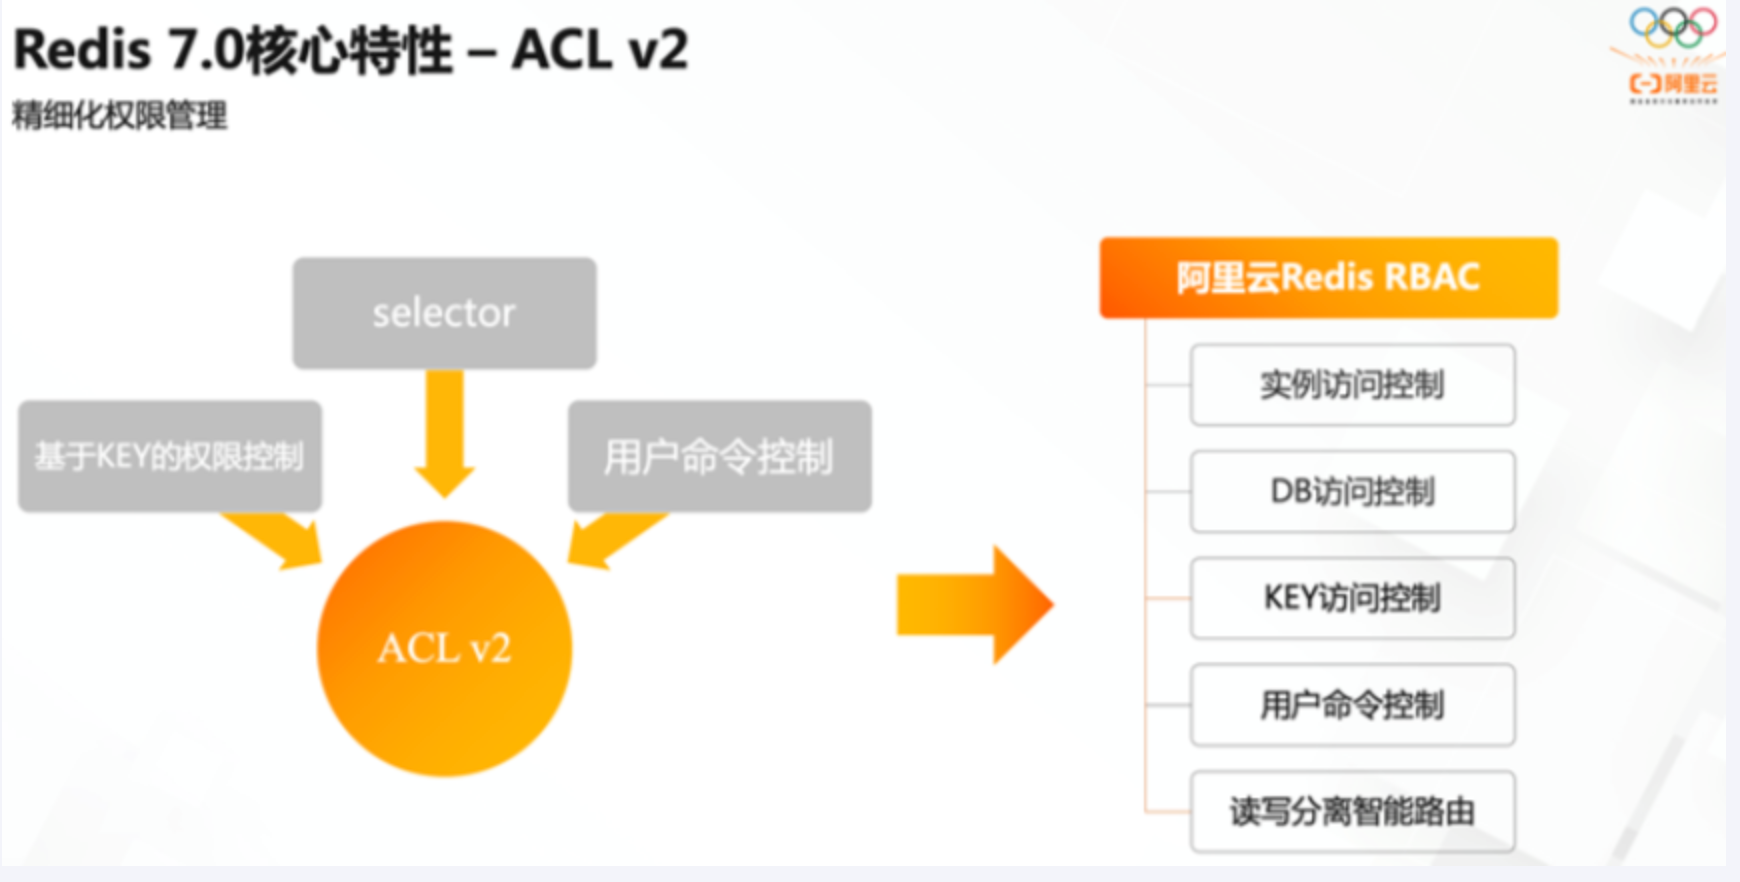 Redis 7.0核心特性 – ACL v2
精细化权限管理
阿里云
selector
基于KEY的权限控制
用户命令控制
ACL v2
阿里云Redis RBAC
实例访问控制
DB访问控制
KEY访问控制
用户命令控制
读写分离智能路由